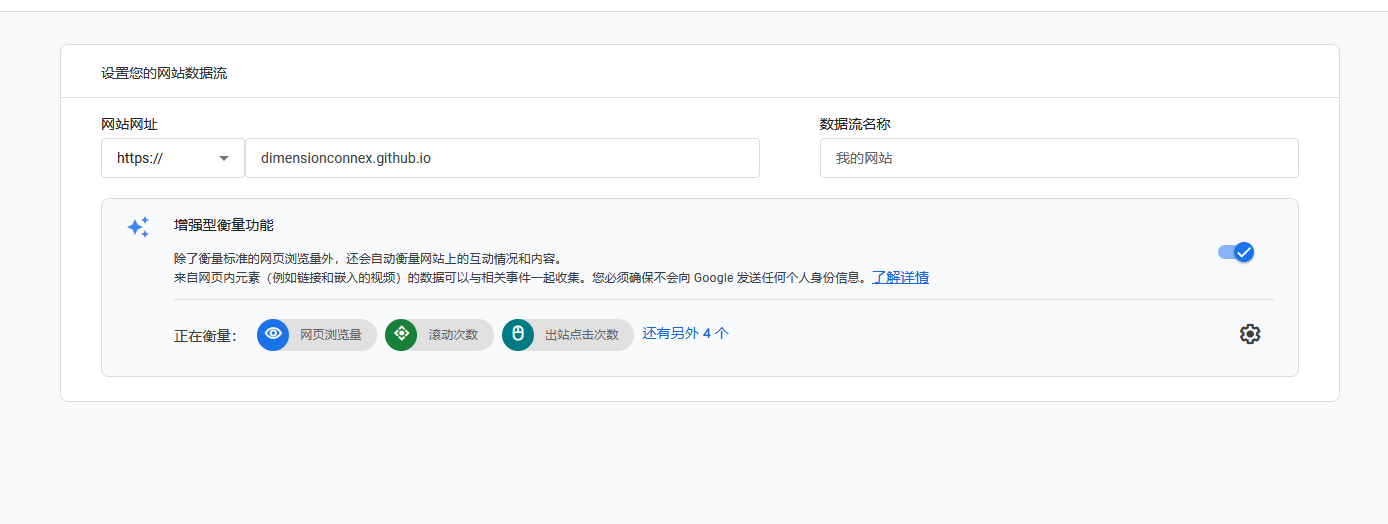 设置您的网站数据流
网站网址
数据流名称
https://
dimensionconnex.github.io
我的网站
增强型衡量功能
除了衡量标准的网页浏览量外，还会自动衡量网站上的互动情况和内容。
来自网页内元素（例如链接和嵌入的视频）的数据可以与相关事件一起收集。您必须确保不会向 Google 发送任何个人身份信息。了解详情
正在衡量： 网页浏览量 滚动次数 出站点击次数 还有另外 4 个